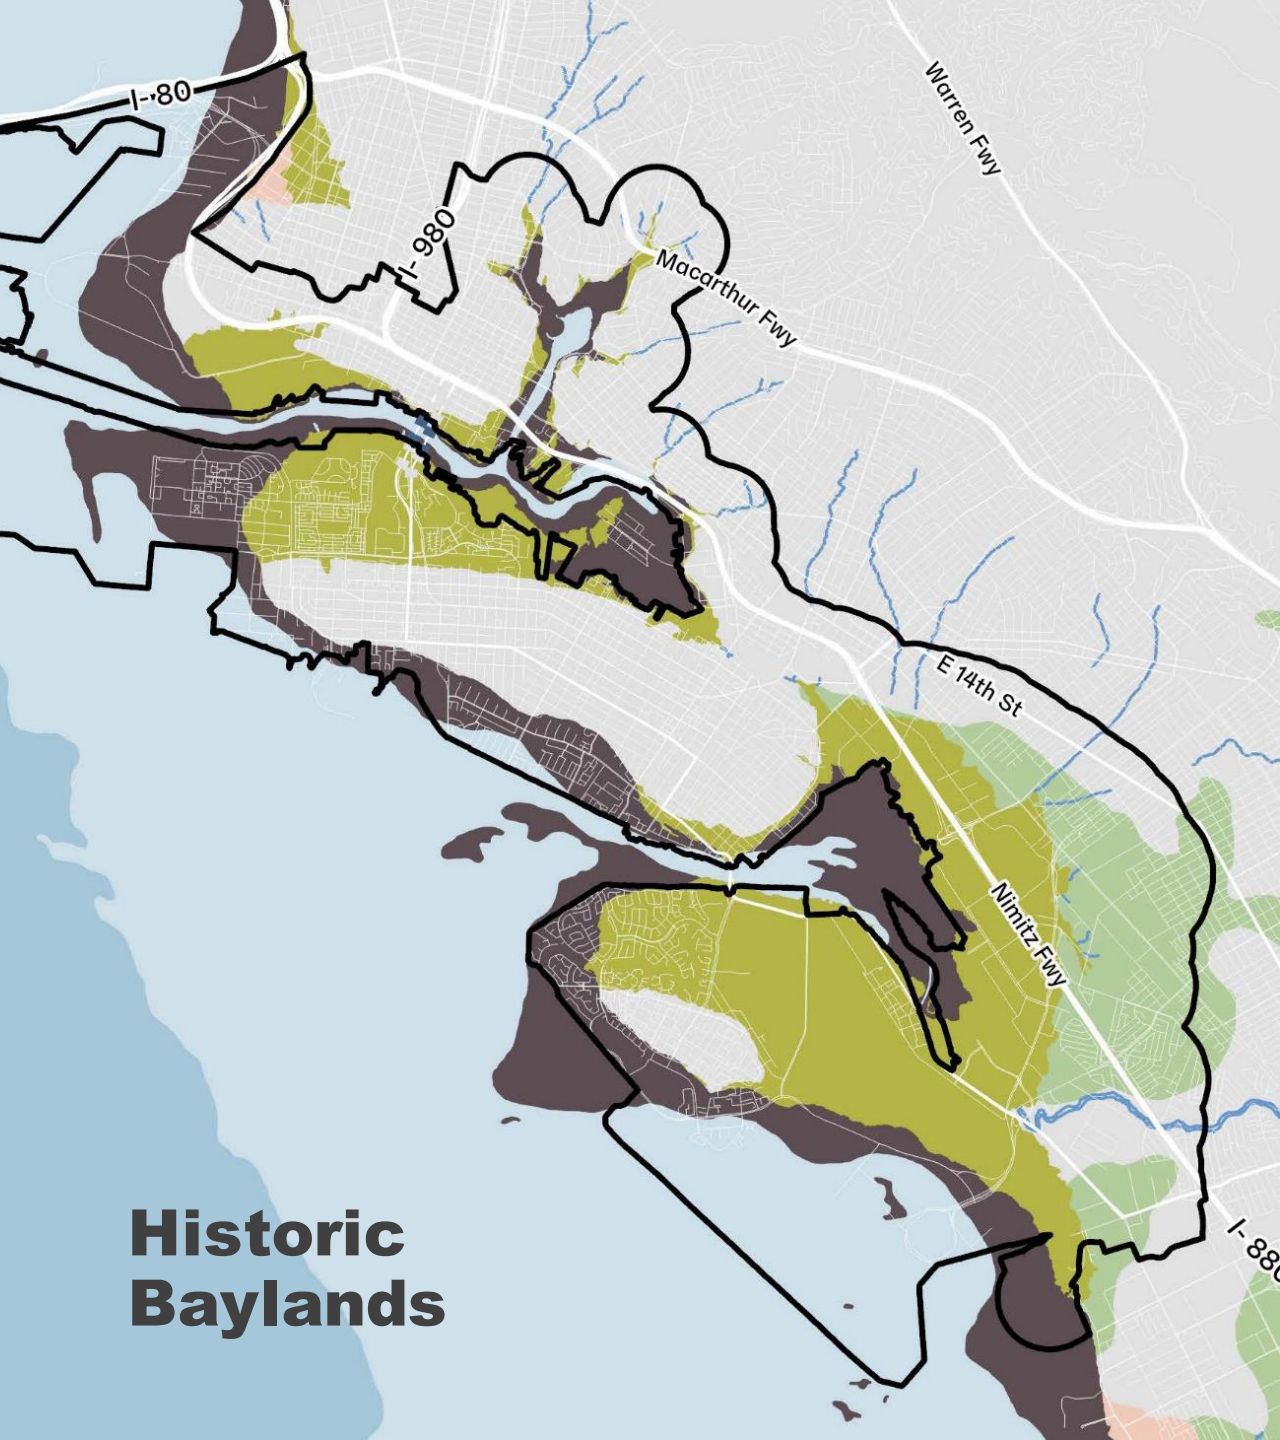 I-80
Warren Fwy
I-980
Macarthur Fwy
E 14th St
Nimitz Fwy
Historic
Baylands
I-880